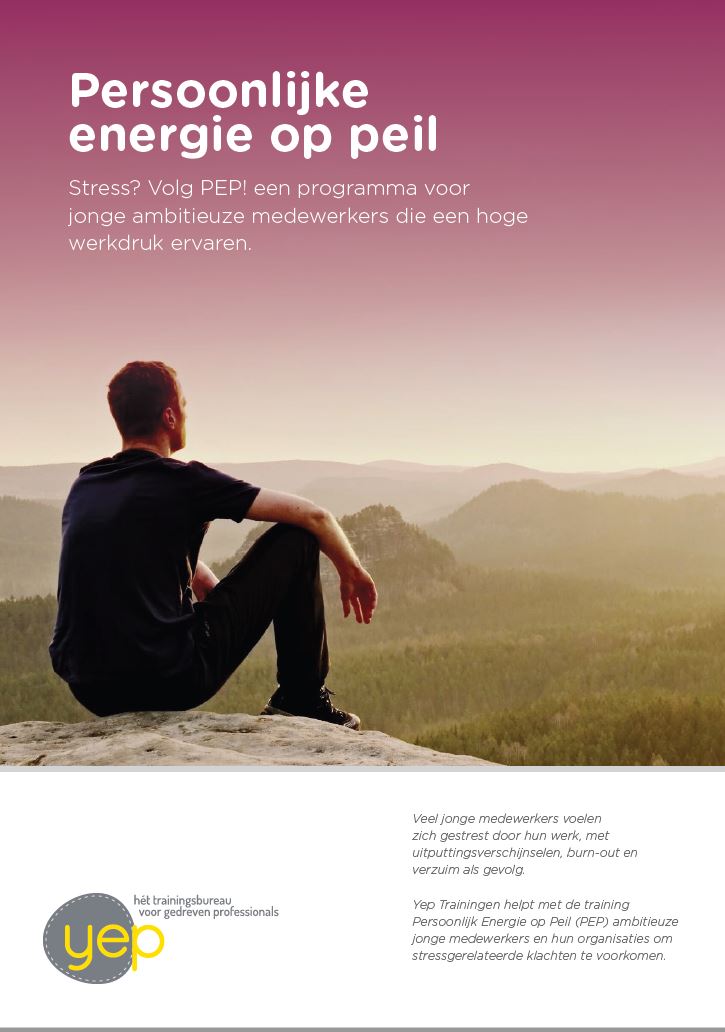 Persoonlijke
energie op peil
Stress? Volg PEP! een programma voor
jonge ambitieuze medewerkers die een hoge
werkdruk ervaren.
Veel jonge medewerkers voelen
zich gestrest door hun werk, met
uitputtingsverschijnselen, burn-out en
verzuim als gevolg.
Yep Trainingen helpt met de training
Persoonlijk Energie op Peil (PEP) ambitieuze
jonge medewerkers en hun organisaties om
stressgerelateerde klachten te voorkomen.
hét trainingsbureau
voor gedreven professionals
yep